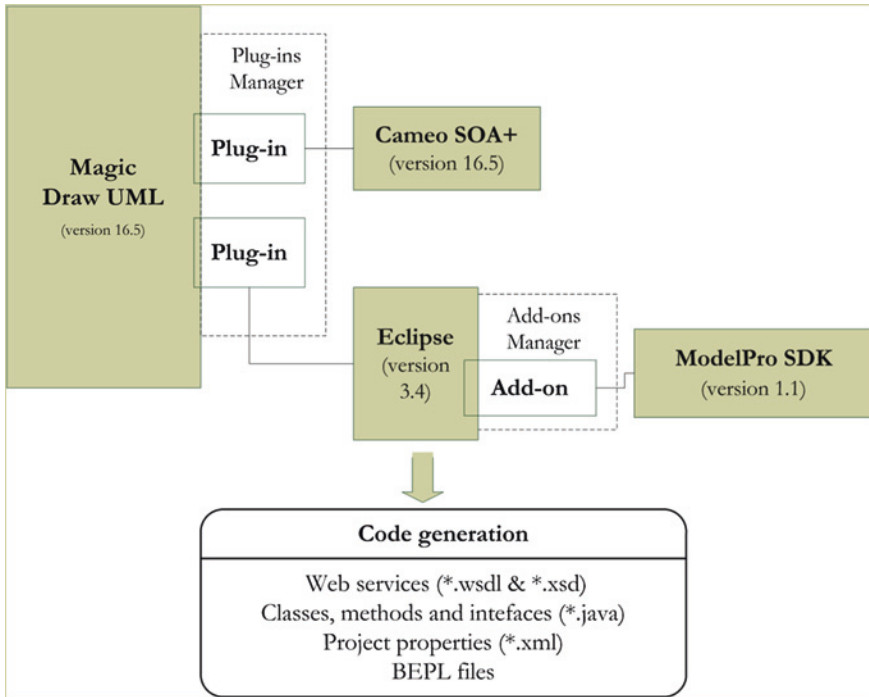 Plug-ins
Manager
Plug-in
Cameo SOA+
(version 16.5)
Magic
Draw UML
(version 16.5)
Plug-in
Eclipse
(version
3.4)
Add-ons
Manager
Add-on
ModelPro SDK
(version 1.1)
Code generation
Web services (*.wsdl & *.xsd)
Classes, methods and intefaces (*.java)
Project properties (*.xml)
BEPL files